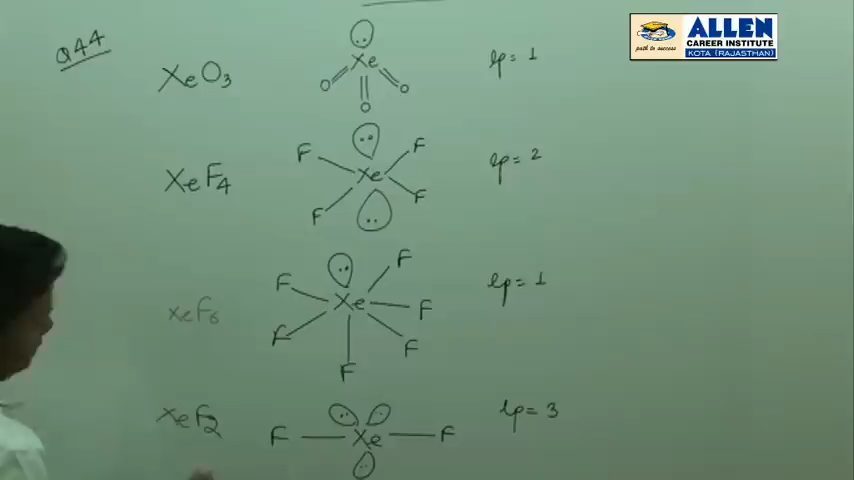 Q44
ALLEN
CAREER INSTITUTE
KOTA (RAJASTHAN)
path to success
XeO3
Xe
O
O
O
lp= 1
XeF4
F
F
Xe
F
F
lp= 2
XeF6
F
F
Xe
F
F
F
F
lp= 1
XeF2
F
Xe
F
lp= 3